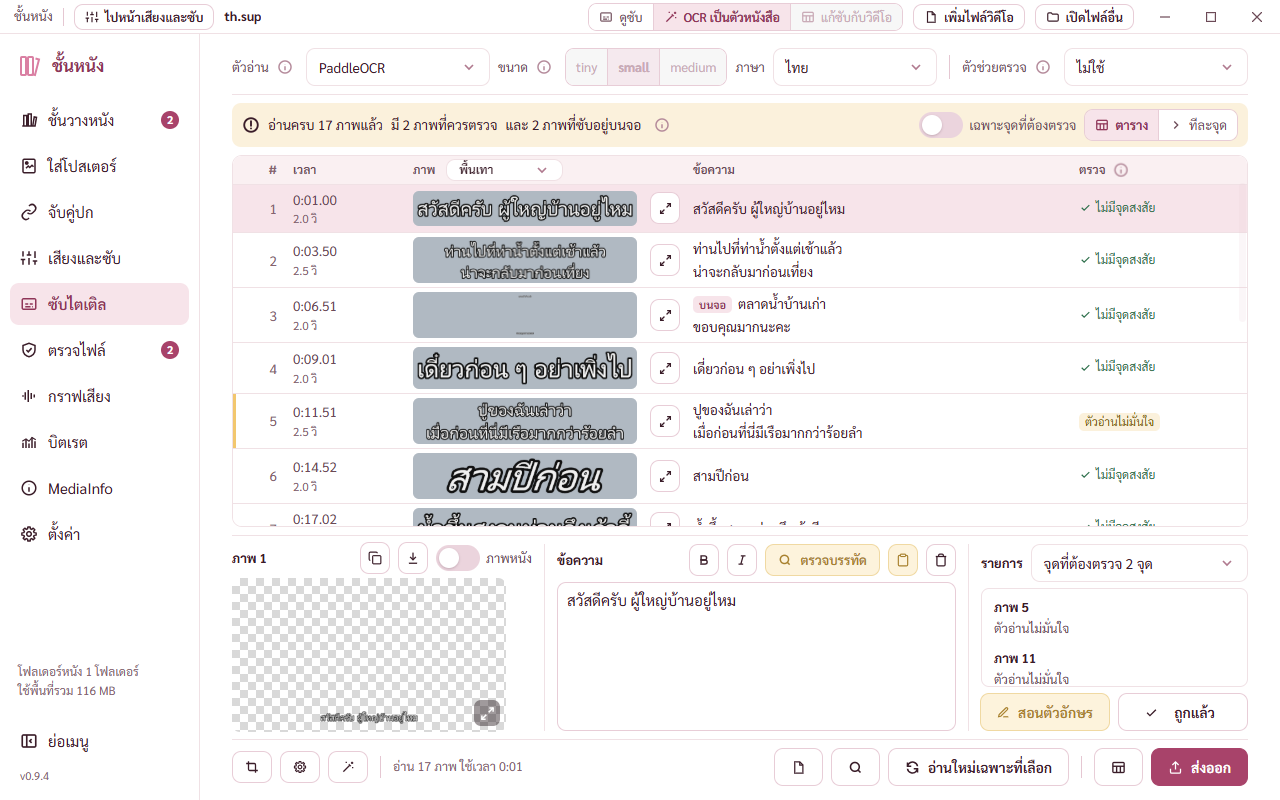 ชั้นหนัง
ไปหน้าเสียงและซับ
th.sup
ดูซับ
OCR เป็นตัวหนังสือ
แก้ซับกับวิดีโอ
เพิ่มไฟล์วิดีโอ
เปิดไฟล์อื่น
ชั้นหนัง
ชั้นวางหนัง 2
ใส่โปสเตอร์
จับคู่ปก
เสียงและซับ
ซับไตเติล
ตรวจไฟล์ 2
กราฟเสียง
บิตเรต
MediaInfo
ตั้งค่า
โฟลเดอร์หนัง 1 โฟลเดอร์
ใช้พื้นที่รวม 116 MB
ย่อเมนู
v0.9.4
ตัวอ่าน PaddleOCR ขนาด tiny small medium ภาษา ไทย ตัวช่วยตรวจ ไม่ใช้
อ่านครบ 17 ภาพแล้ว มี 2 ภาพที่ควรตรวจ และ 2 ภาพที่ซับอยู่บนจอ เฉพาะจุดที่ต้องตรวจ ตาราง ทีละจุด
# เวลา ภาพ พื้นเทา ข้อความ ตรวจ
1 0:01.00 สวัสดีครับ ผู้ใหญ่บ้านอยู่ไหม สวัสดีครับ ผู้ใหญ่บ้านอยู่ไหม ไม่มีจุดสงสัย
2.0 วิ
2 0:03.50 ท่านไปที่ท่าน้ำตั้งแต่เช้าแล้ว ท่านไปที่ท่าน้ำตั้งแต่เช้าแล้ว ไม่มีจุดสงสัย
2.5 วิ น่าจะกลับมาก่อนเที่ยง น่าจะกลับมาก่อนเที่ยง
3 0:06.51 บนจอ ตลาดน้ำบ้านเก่า ไม่มีจุดสงสัย
2.0 วิ ขอบคุณมากนะคะ
4 0:09.01 เดี๋ยวก่อน ๆ อย่าเพิ่งไป เดี๋ยวก่อน ๆ อย่าเพิ่งไป ไม่มีจุดสงสัย
2.0 วิ
5 0:11.51 ปู่ของฉันเล่าว่า ปู่ของฉันเล่าว่า ตัวอ่านไม่มั่นใจ
2.5 วิ เมื่อก่อนที่นี่มีเรือมากกว่าร้อยลำ เมื่อก่อนที่นี่มีเรือมากกว่าร้อยลำ
6 0:14.52 สามปีก่อน สามปีก่อน ไม่มีจุดสงสัย
2.0 วิ
0:17.02 ไม่มีจุดสงสัย
ภาพ 1 ภาพหนัง
สวัสดีครับ ผู้ใหญ่บ้านอยู่ไหม
ข้อความ B I ตรวจบรรทัด
สวัสดีครับ ผู้ใหญ่บ้านอยู่ไหม
รายการ จุดที่ต้องตรวจ 2 จุด
ภาพ 5
ตัวอ่านไม่มั่นใจ
ภาพ 11
ตัวอ่านไม่มั่นใจ
สอนตัวอักษร ถูกแล้ว
อ่าน 17 ภาพ ใช้เวลา 0:01 อ่านใหม่เฉพาะที่เลือก ส่งออก